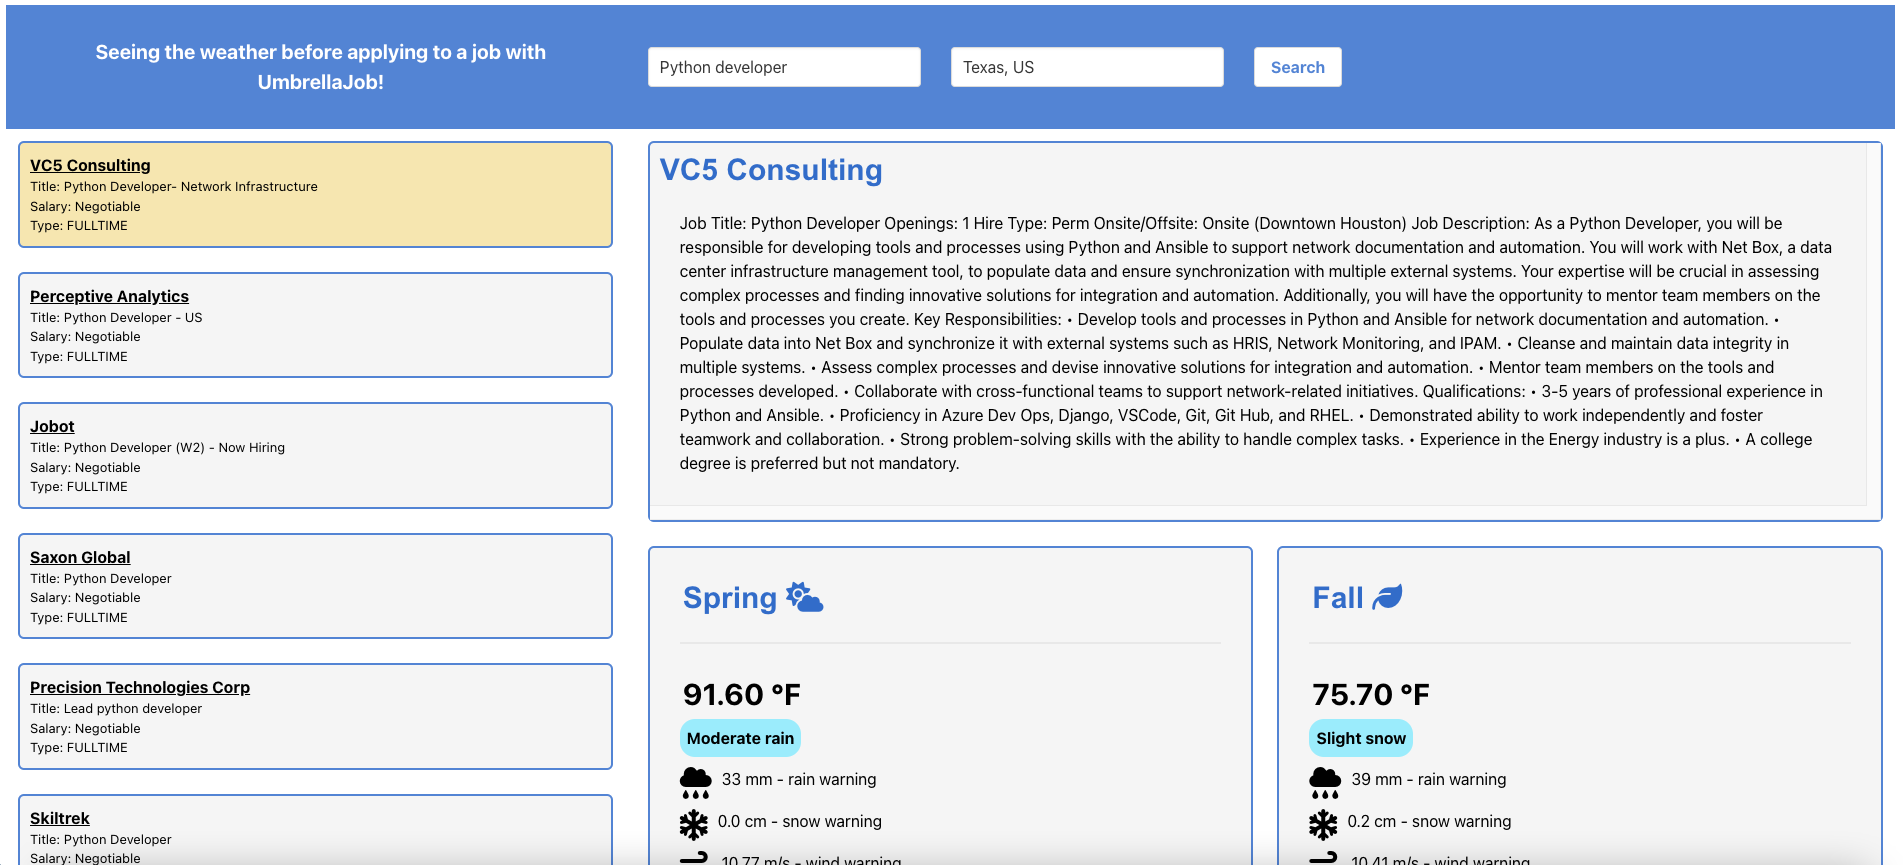 Seeing the weather before applying to a job with
UmbrellaJob!
Python developer
Texas, US
Search
VC5 Consulting
Title: Python Developer- Network Infrastructure
Salary: Negotiable
Type: FULLTIME
Perceptive Analytics
Title: Python Developer - US
Salary: Negotiable
Type: FULLTIME
Jobot
Title: Python Developer (W2) - Now Hiring
Salary: Negotiable
Type: FULLTIME
Saxon Global
Title: Python Developer
Salary: Negotiable
Type: FULLTIME
Precision Technologies Corp
Title: Lead python developer
Salary: Negotiable
Type: FULLTIME
Skiltrek
Title: Python Developer
Salary: Negotiable
VC5 Consulting
Job Title: Python Developer Openings: 1 Hire Type: Perm Onsite/Offsite: Onsite (Downtown Houston) Job Description: As a Python Developer, you will be
responsible for developing tools and processes using Python and Ansible to support network documentation and automation. You will work with Net Box, a data
center infrastructure management tool, to populate data and ensure synchronization with multiple external systems. Your expertise will be crucial in assessing
complex processes and finding innovative solutions for integration and automation. Additionally, you will have the opportunity to mentor team members on the
tools and processes you create. Key Responsibilities: • Develop tools and processes in Python and Ansible for network documentation and automation. •
Populate data into Net Box and synchronize it with external systems such as HRIS, Network Monitoring, and IPAM. • Cleanse and maintain data integrity in
multiple systems. • Assess complex processes and devise innovative solutions for integration and automation. • Mentor team members on the tools and
processes developed. • Collaborate with cross-functional teams to support network-related initiatives. Qualifications: • 3-5 years of professional experience in
Python and Ansible. • Proficiency in Azure Dev Ops, Django, VSCode, Git, Git Hub, and RHEL. • Demonstrated ability to work independently and foster
teamwork and collaboration. • Strong problem-solving skills with the ability to handle complex tasks. • Experience in the Energy industry is a plus. • A college
degree is preferred but not mandatory.
Spring
91.60 °F
Moderate rain
33 mm - rain warning
0.0 cm - snow warning
10.77 m/s - wind warning
Fall
75.70 °F
Slight snow
39 mm - rain warning
0.2 cm - snow warning
10.41 m/s - wind warning